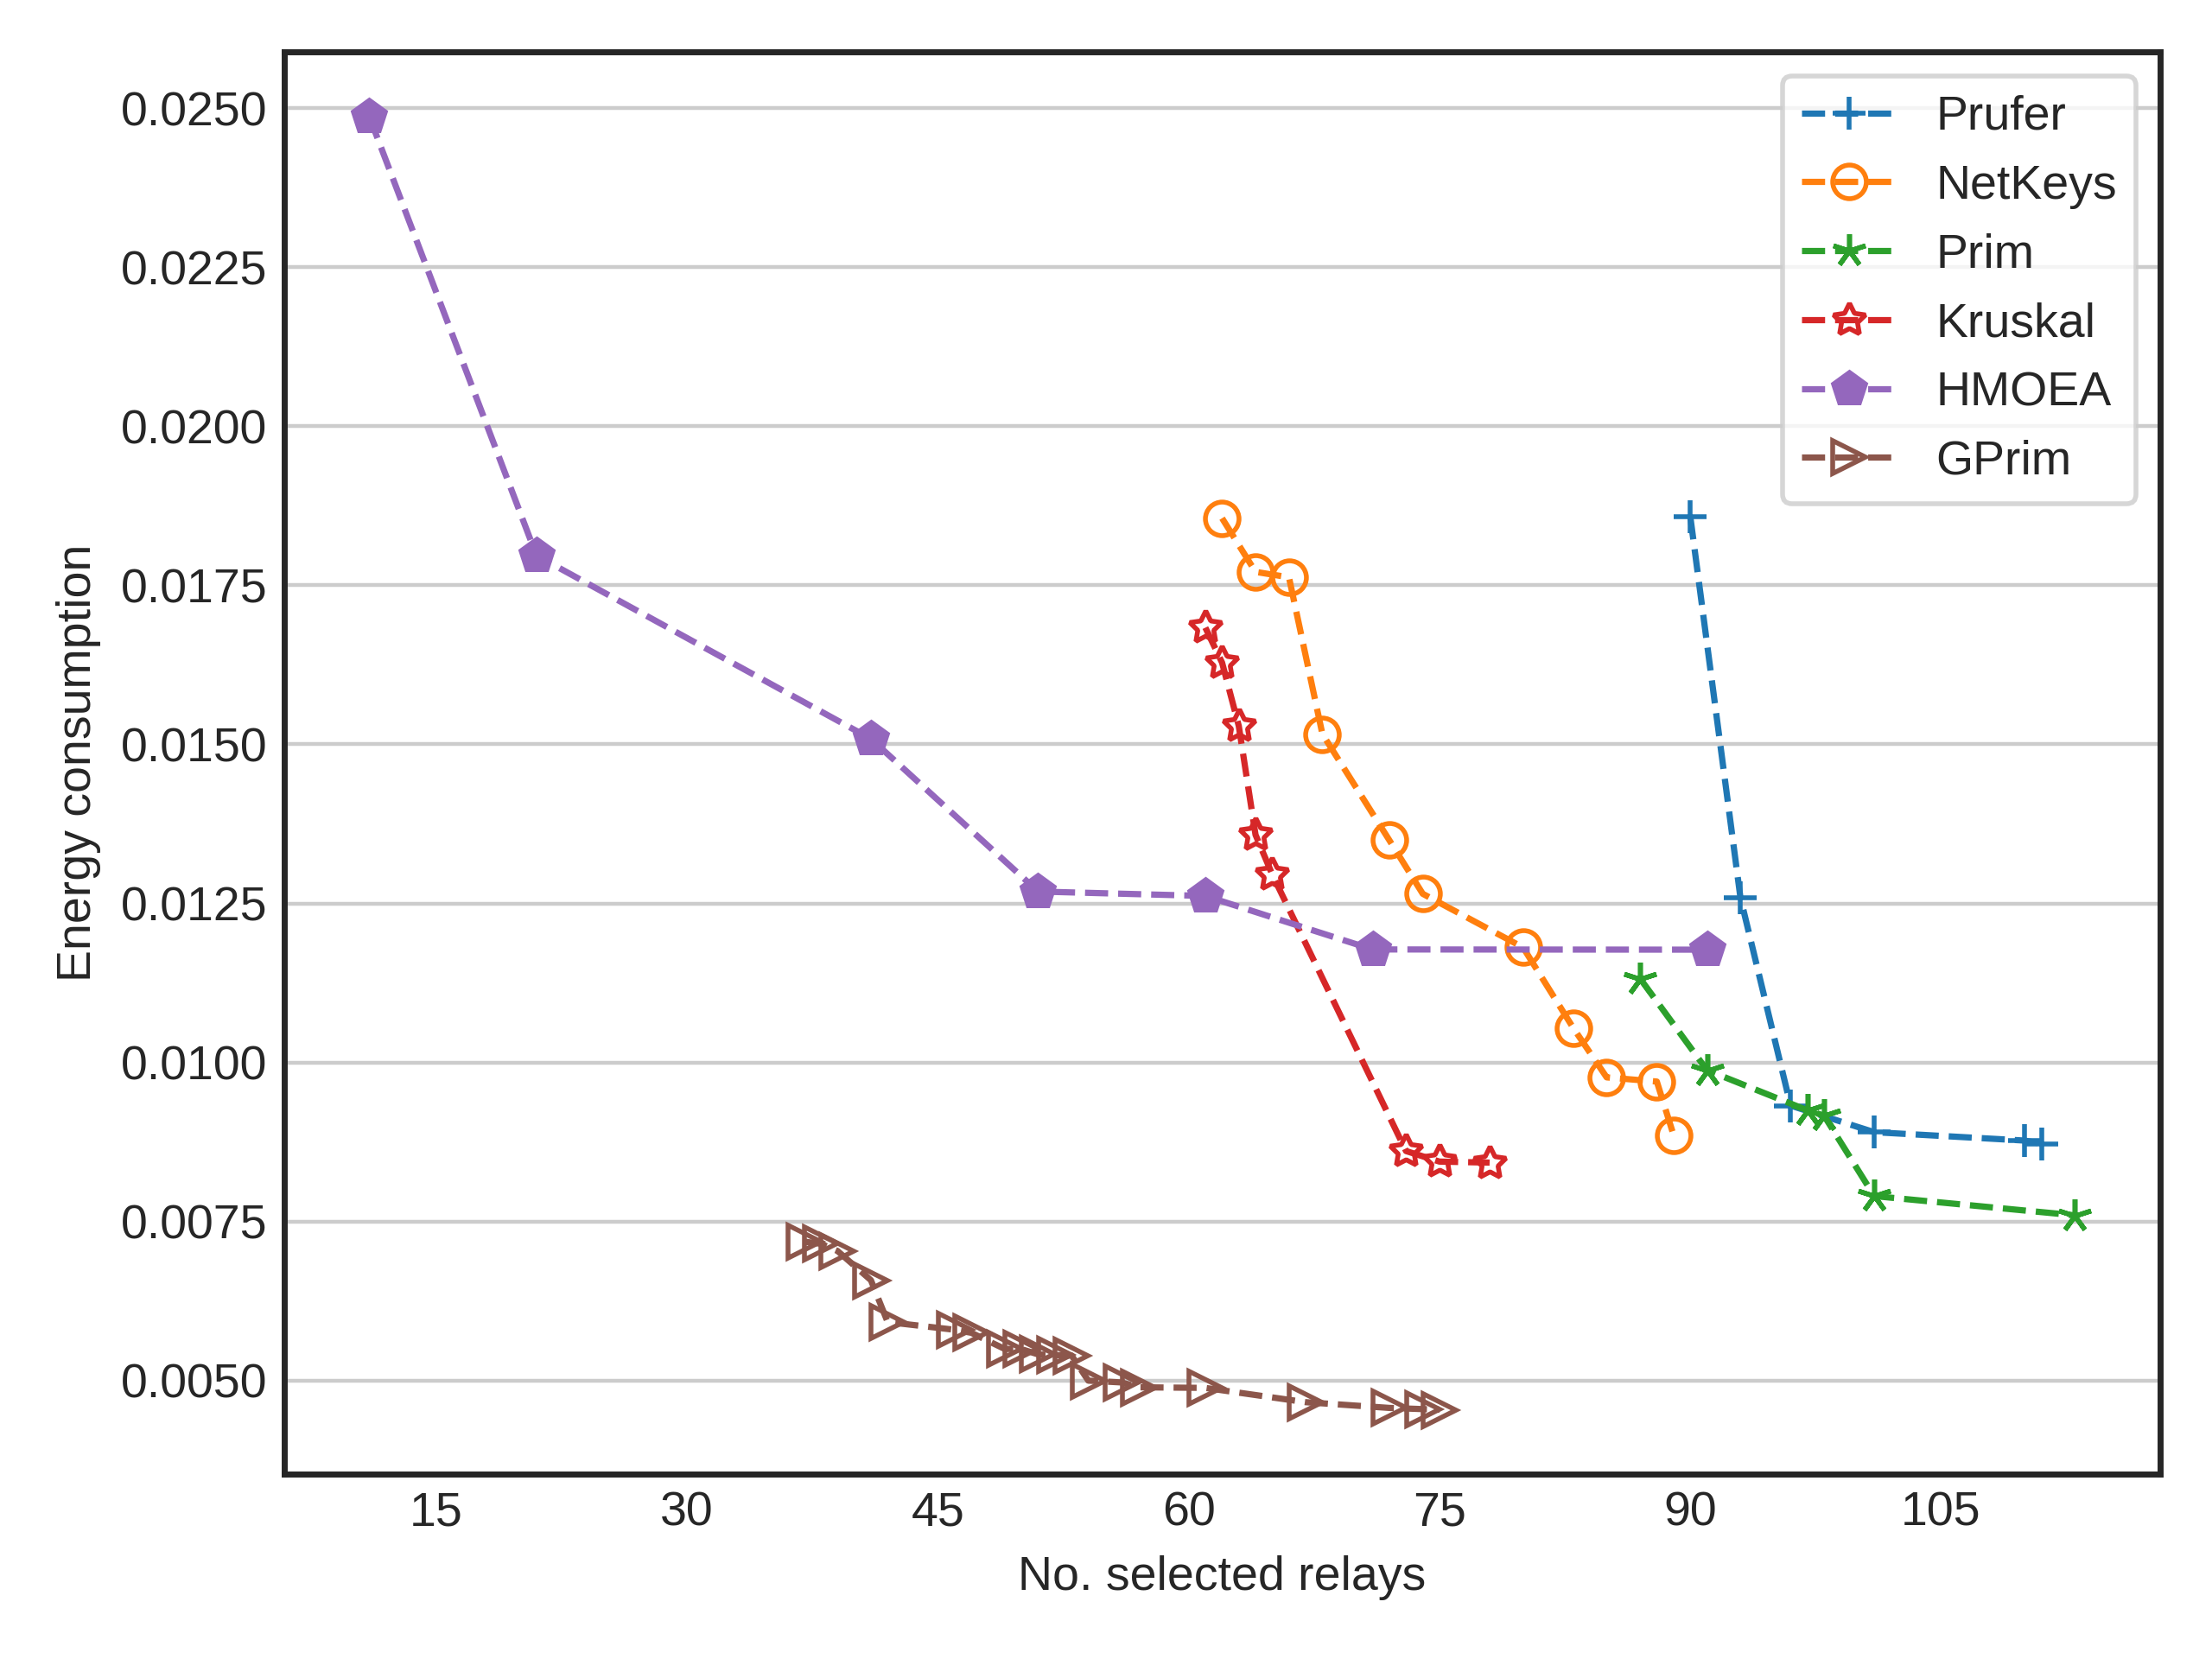 0.0250
0.0225
0.0200
0.0175
0.0150
0.0125
0.0100
0.0075
0.0050
Energy consumption
15 30 45 60 75 90 105
No. selected relays
Prufer
NetKeys
Prim
Kruskal
HMOEA
GPrim